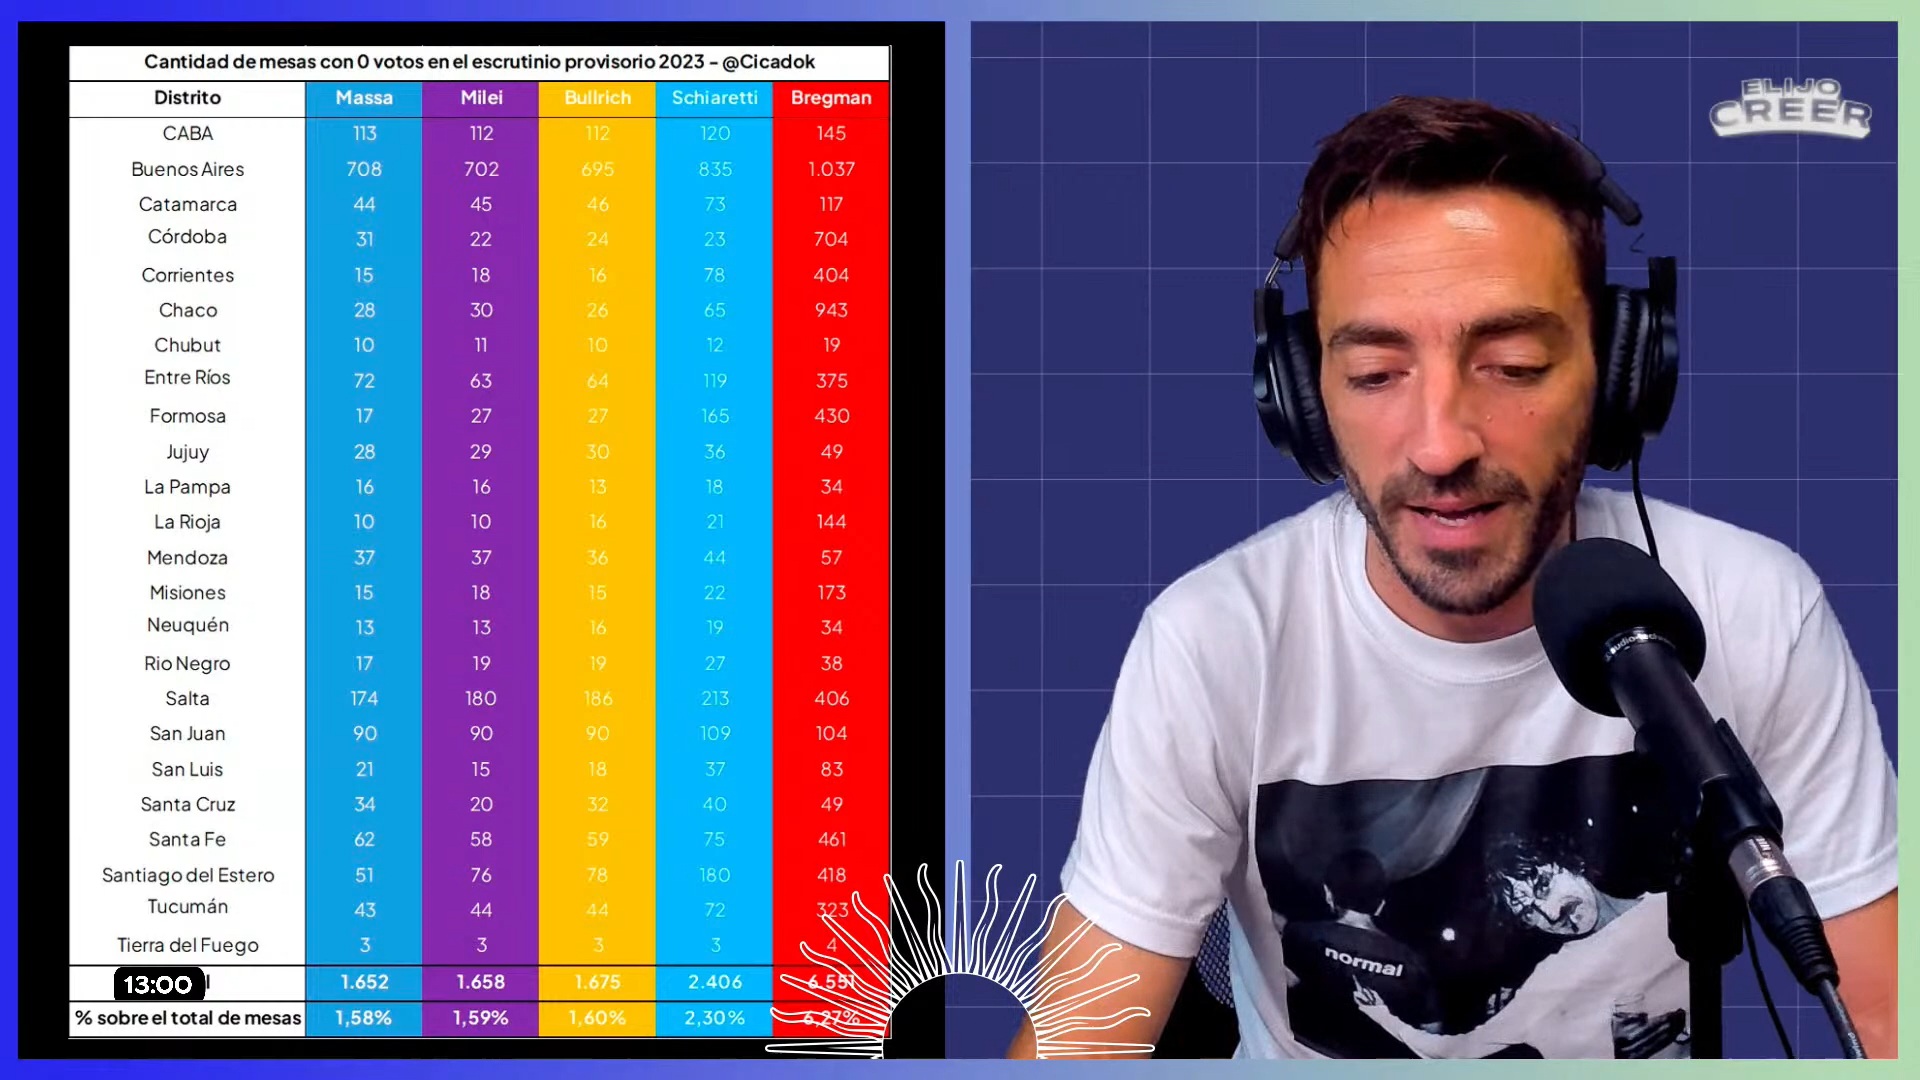 Cantidad de mesas con 0 votos en el escrutinio provisorio 2023 - @Cicadok
Distrito Massa Milei Bullrich Schiaretti Bregman
CABA 113 112 112 120 145
Buenos Aires 708 702 695 835 1.037
Catamarca 44 45 46 73 117
Córdoba 31 22 24 23 704
Corrientes 15 18 16 78 404
Chaco 28 30 26 65 943
Chubut 10 11 10 12 19
Entre Ríos 72 63 64 119 375
Formosa 17 27 27 165 430
Jujuy 28 29 30 36 49
La Pampa 16 16 13 18 34
La Rioja 10 10 16 21 144
Mendoza 37 37 36 44 57
Misiones 15 18 15 22 173
Neuquén 13 13 16 19 34
Rio Negro 17 19 19 27 38
Salta 174 180 186 213 406
San Juan 90 90 90 109 104
San Luis 21 15 18 37 83
Santa Cruz 34 20 32 40 49
Santa Fe 62 58 59 75 461
Santiago del Estero 51 76 78 180 418
Tucumán 43 44 44 72 323
Tierra del Fuego 3 3 3 3 4
13:00 1.652 1.658 1.675 2.406 6.551
% sobre el total de mesas 1,58% 1,59% 1,60% 2,30% 6,27%
ELIJO
CREER
normal